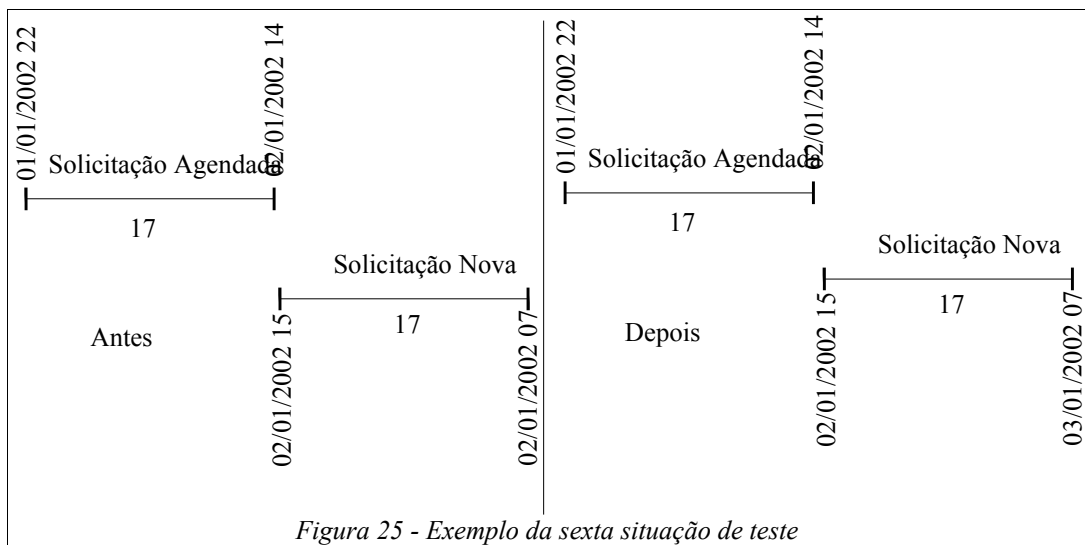 01/01/2002 22
02/01/2002 14
Solicitação Agendada
17
Solicitação Nova
17
02/01/2002 15
02/01/2002 07
Antes
01/01/2002 22
02/01/2002 14
Solicitação Agendada
17
Solicitação Nova
17
02/01/2002 15
03/01/2002 07
Depois
Figura 25 - Exemplo da sexta situação de teste